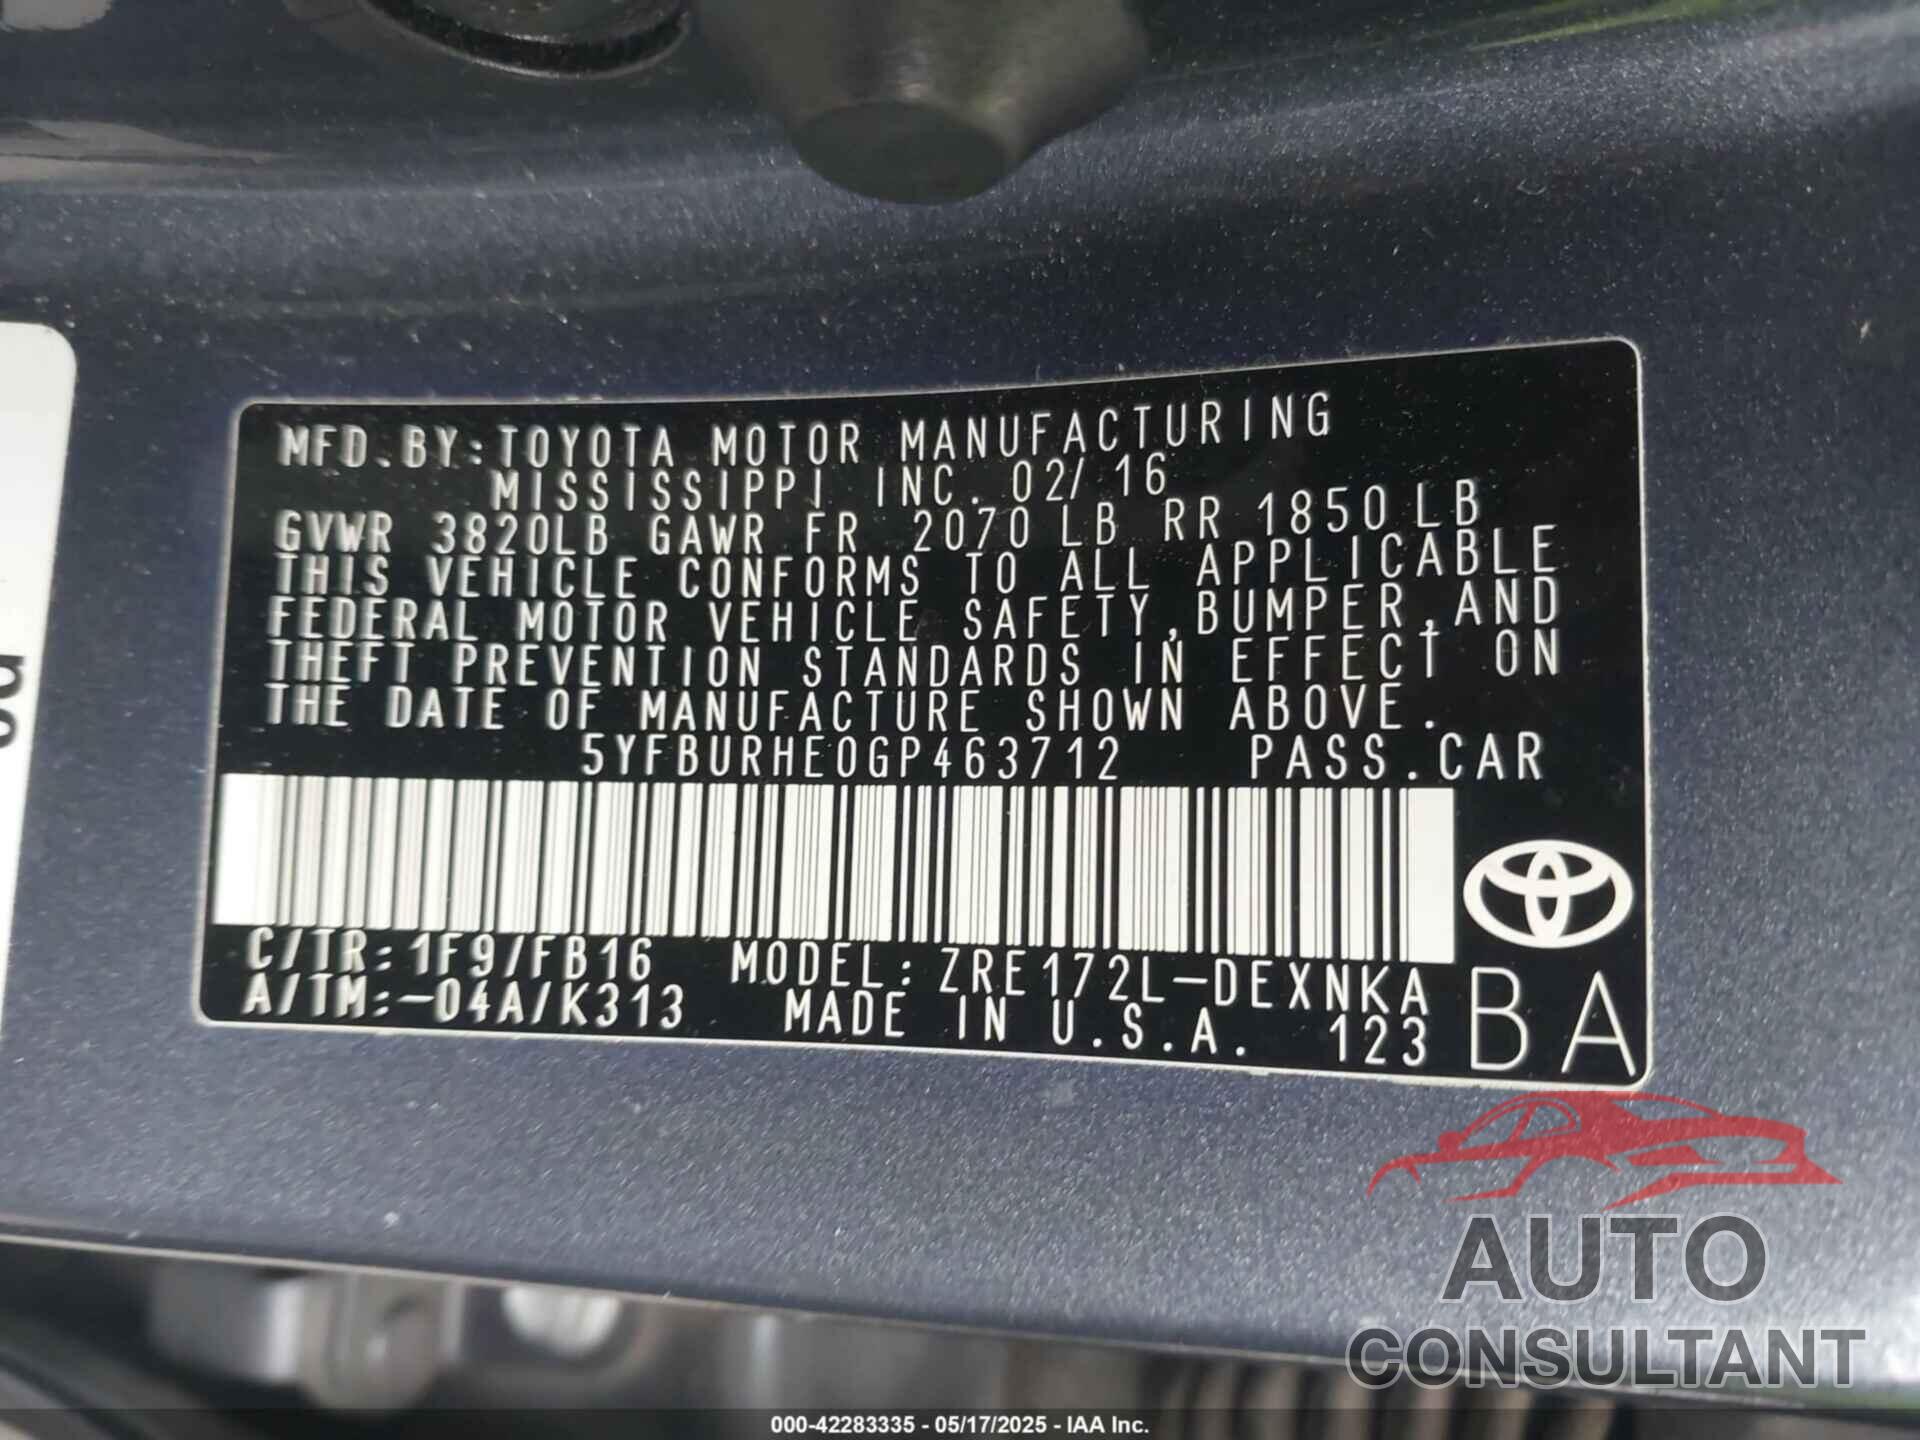 MFD.BY:TOYOTA MOTOR MANUFACTURING
MISSISSIPPI INC. 02/16
GVWR 3820LB GAWR FR 2070 LB RR 1850 LB
THIS VEHICLE CONFORMS TO ALL APPLICABLE
FEDERAL MOTOR VEHICLE SAFETY,BUMPER,AND
THEFT PREVENTION STANDARDS IN EFFECT ON
THE DATE OF MANUFACTURE SHOWN ABOVE.
5YFBURHE0GP463712 PASS.CAR
C/TR:1F9/FB16 MODEL:ZRE172L-DEXNKA
A/TM:-04A/K313 MADE IN U.S.A. 123
BA
AUTO
CONSULTANT
000-42283335 - 05/17/2025 - IAA Inc.